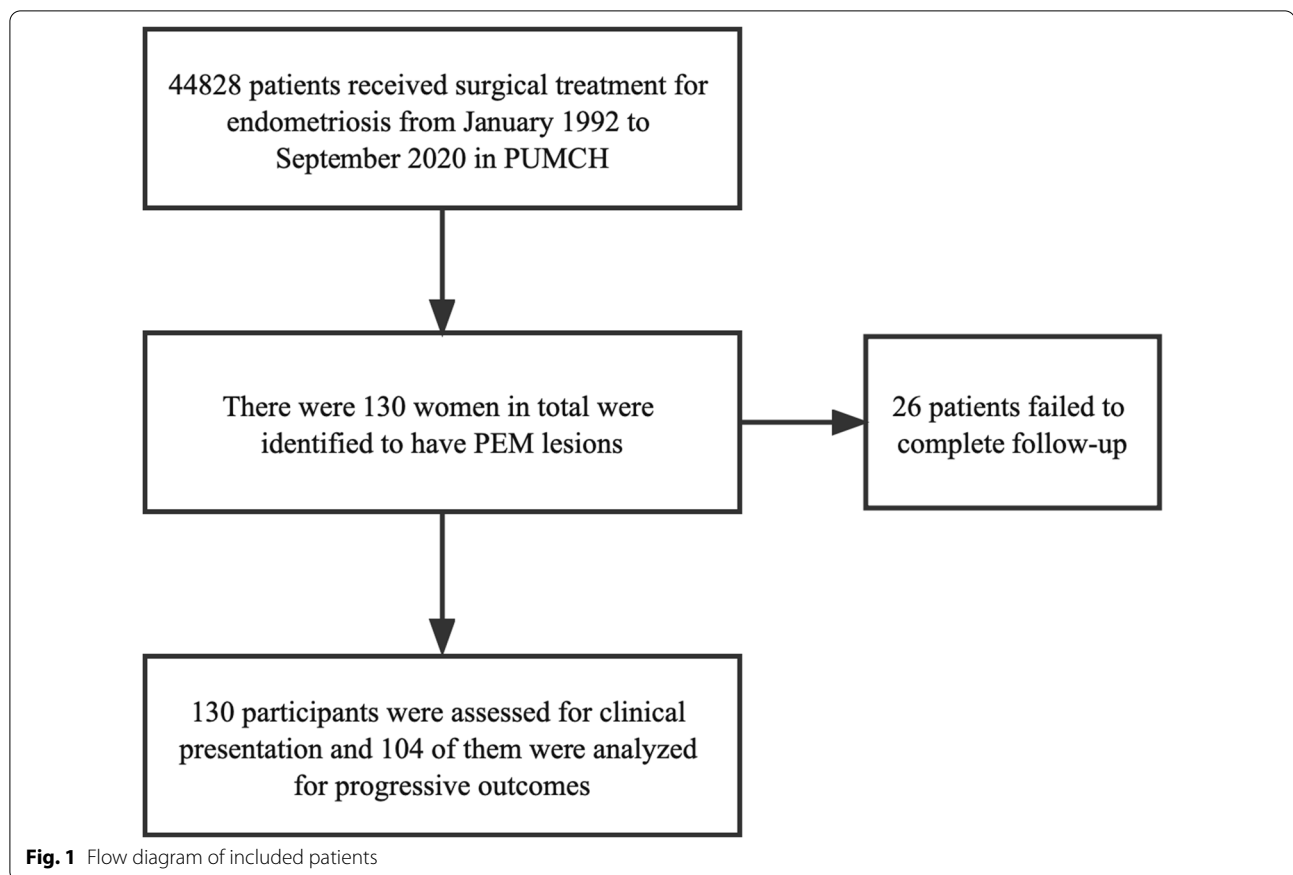 44828 patients received surgical treatment for
endometriosis from January 1992 to
September 2020 in PUMCH
There were 130 women in total were
identified to have PEM lesions
26 patients failed to
complete follow-up
130 participants were assessed for clinical
presentation and 104 of them were analyzed
for progressive outcomes
Fig. 1 Flow diagram of included patients